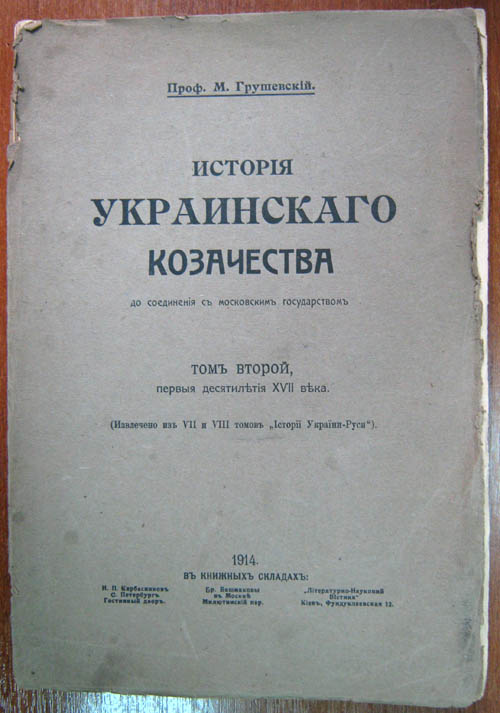 Проф. М. Грушевскій.
ИСТОРІЯ
УКРАИНСКАГО
КОЗАЧЕСТВА
ДО СОЕДИНЕНІЯ СЪ МОСКОВСКИМЪ ГОСУДАРСТВОМЪ
ТОМЪ ВТОРОЙ,
ПЕРВЫЯ ДЕСЯТИЛѢТІЯ XVII ВѢКА.
(Извлечено изъ VII и VIII томовъ „Історії України-Руси“).
1914.
ВЪ КНИЖНЫХЪ СКЛАДАХЪ:
Н. П. Карбасниковъ Бр. Башмаковы „Літературно-Науковий
С. Петербургъ въ Москвѣ Вістник“
Гостинный дворъ. Милютинскій пер. Кіевъ, Фундуклеевская 12.